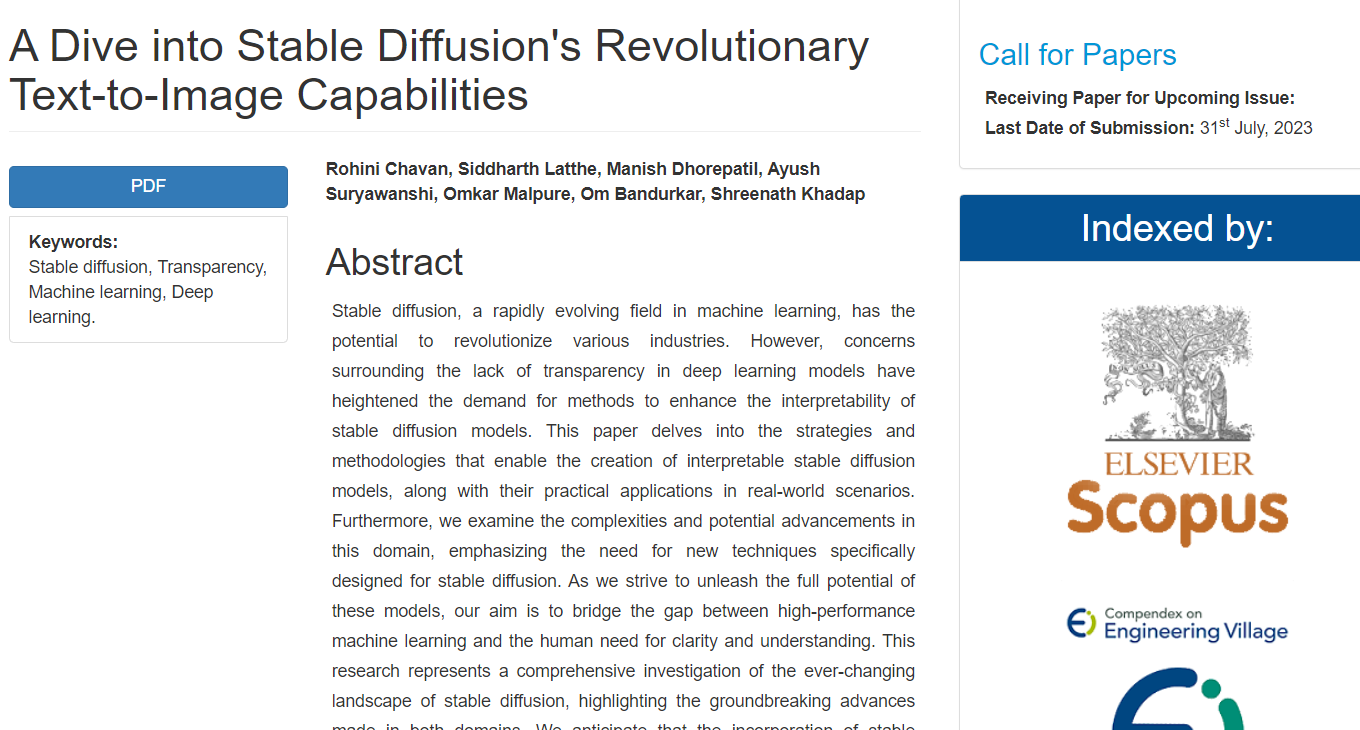 A Dive into Stable Diffusion's Revolutionary
Text-to-Image Capabilities
PDF
Keywords:
Stable diffusion, Transparency,
Machine learning, Deep
learning.
Rohini Chavan, Siddharth Latthe, Manish Dhorepatil, Ayush
Suryawanshi, Omkar Malpure, Om Bandurkar, Shreenath Khadap
Abstract
Stable diffusion, a rapidly evolving field in machine learning, has the
potential to revolutionize various industries. However, concerns
surrounding the lack of transparency in deep learning models have
heightened the demand for methods to enhance the interpretability of
stable diffusion models. This paper delves into the strategies and
methodologies that enable the creation of interpretable stable diffusion
models, along with their practical applications in real-world scenarios.
Furthermore, we examine the complexities and potential advancements in
this domain, emphasizing the need for new techniques specifically
designed for stable diffusion. As we strive to unleash the full potential of
these models, our aim is to bridge the gap between high-performance
machine learning and the human need for clarity and understanding. This
research represents a comprehensive investigation of the ever-changing
landscape of stable diffusion, highlighting the groundbreaking advances
made in both domains. We anticipate that the incorporation of stable
Call for Papers
Receiving Paper for Upcoming Issue:
Last Date of Submission: 31st July, 2023
Indexed by:
ELSEVIER
Scopus
Compendex on
Engineering Village